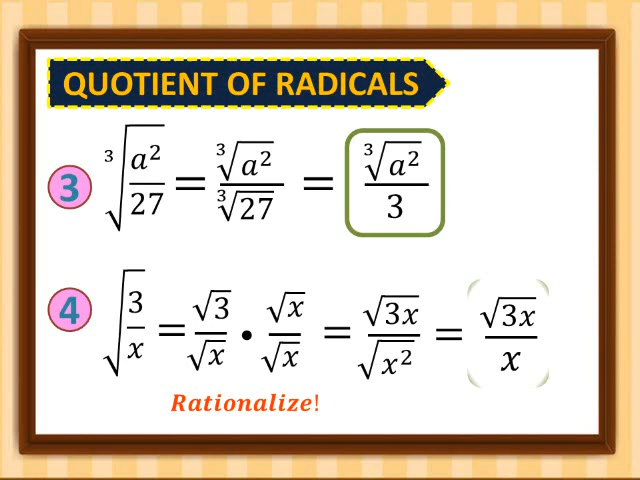 QUOTIENT OF RADICALS
3 ∛(a²/27) = ∛a²/∛27 = ∛a²/3
4 √(3/x) = √3/√x • √x/√x = √3x/√x² = √3x/x
Rationalize!